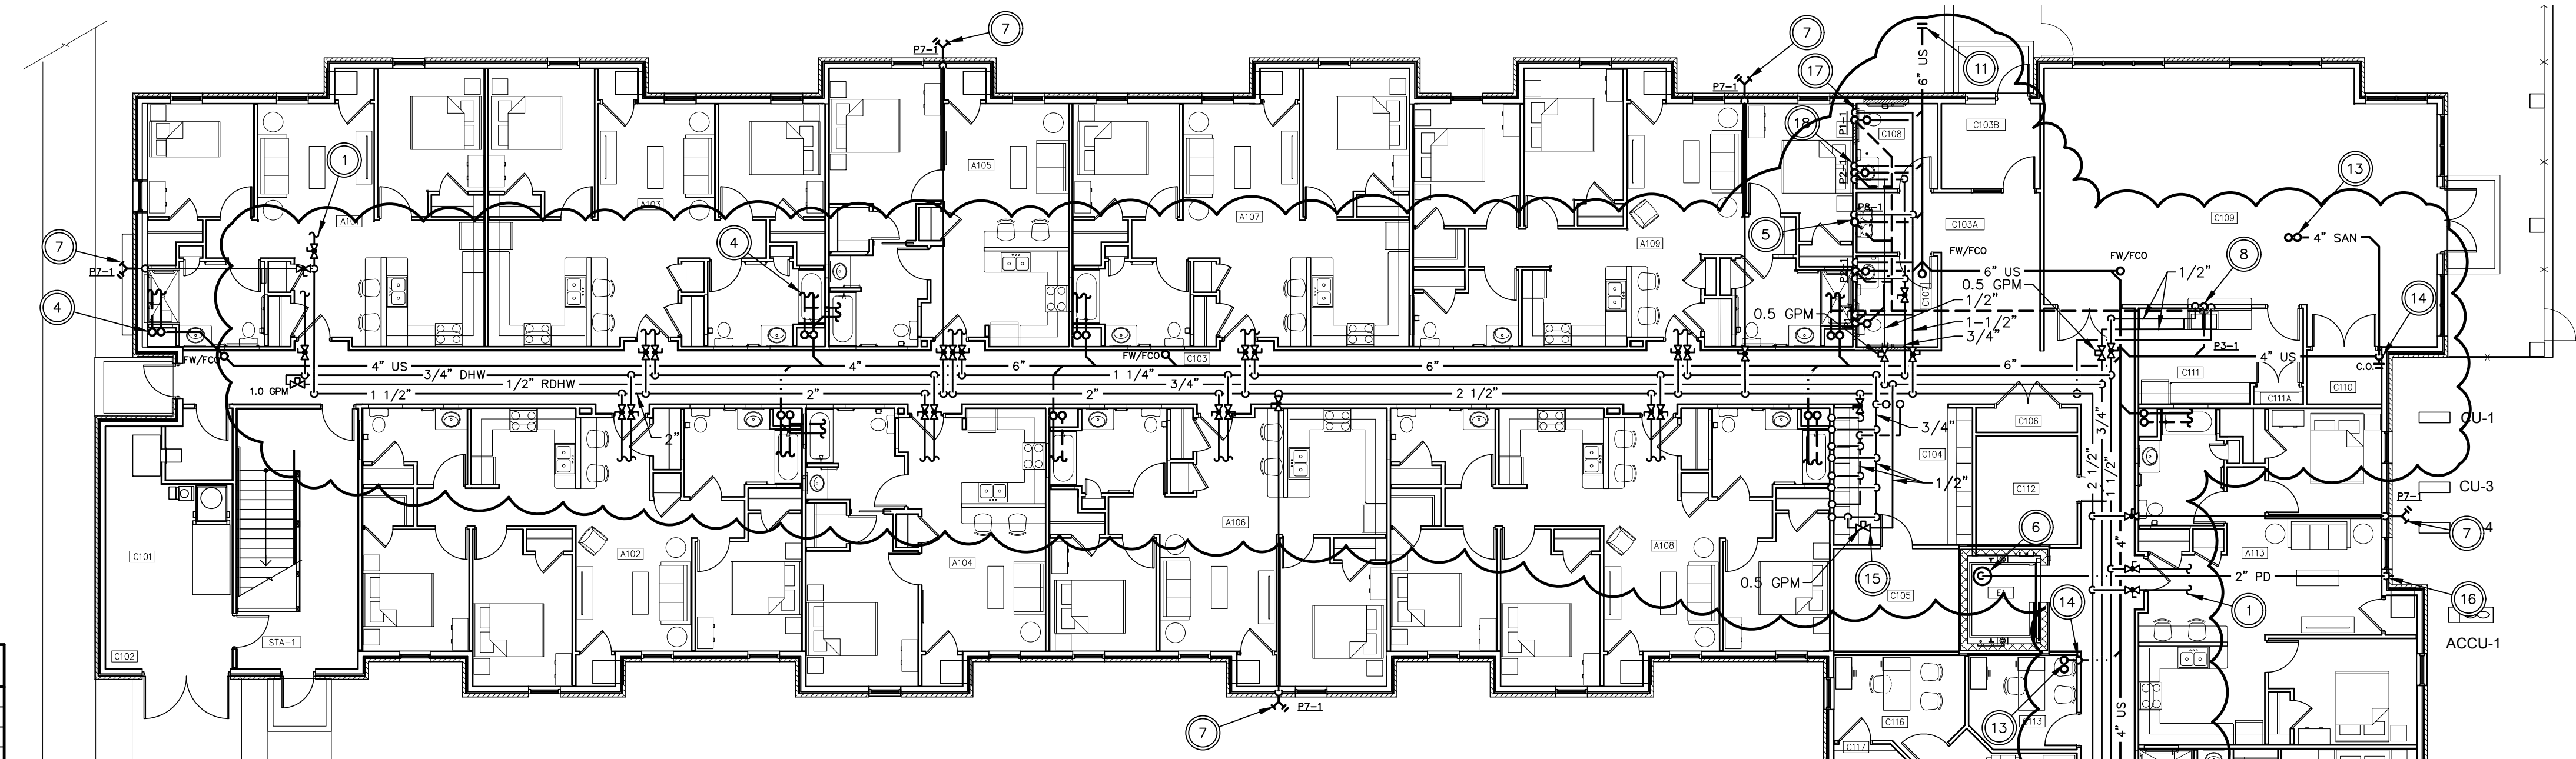 7
P7-1
7
P7-1
17
6" US
11
P1-1
C108
C103B
18
P2-1
1
A101
A103
A105
A107
A109
P8-1
5
C103A
13
C109
4" SAN
7
P7-1
4
4
FW/FCO
6" US
0.5 GPM
FW/FCO
1/2"
8
P2-1
C107
1/2"
0.5 GPM
1-1/2"
3/4"
14
P3-1
FW/FCO
FW/FCO
C103
4" US
4"
6"
6"
6"
4" US
C.O.
3/4" DHW
1 1/4"
1.0 GPM
1/2" RDHW
3/4"
C111
C110
C111A
1 1/2"
2"
2"
2 1/2"
3/4"
CU-1
2"
3/4"
C106
C104
1/2"
C112
2 1/2"
1 1/2"
CU-3
P7-1
7
4
C101
A102
A104
A106
A108
6
4"
A113
0.5 GPM
15
C105
E1
2" PD
14
1
16
ACCU-1
STA-1
C102
C116
C113
13
C117
4" US
7
P7-1